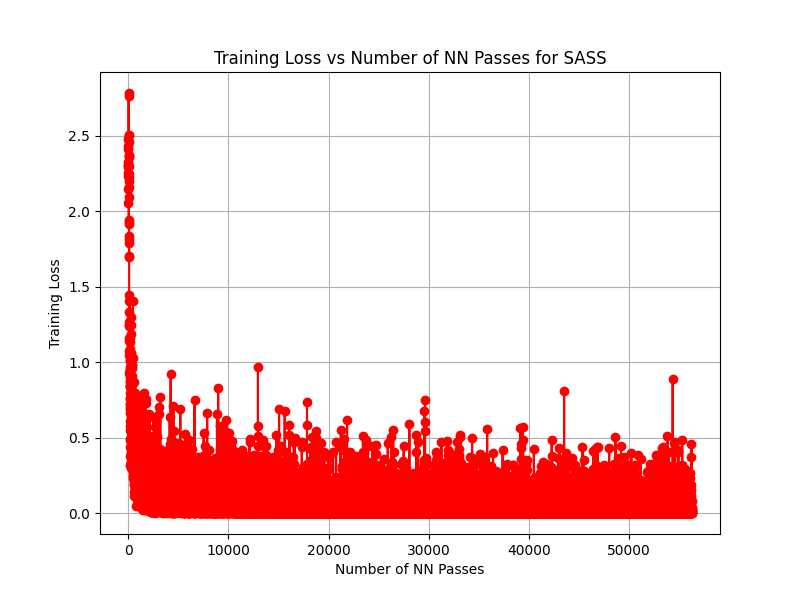 Training Loss vs Number of NN Passes for SASS
2.5
2.0
1.5
1.0
0.5
0.0
Training Loss
0 10000 20000 30000 40000 50000
Number of NN Passes